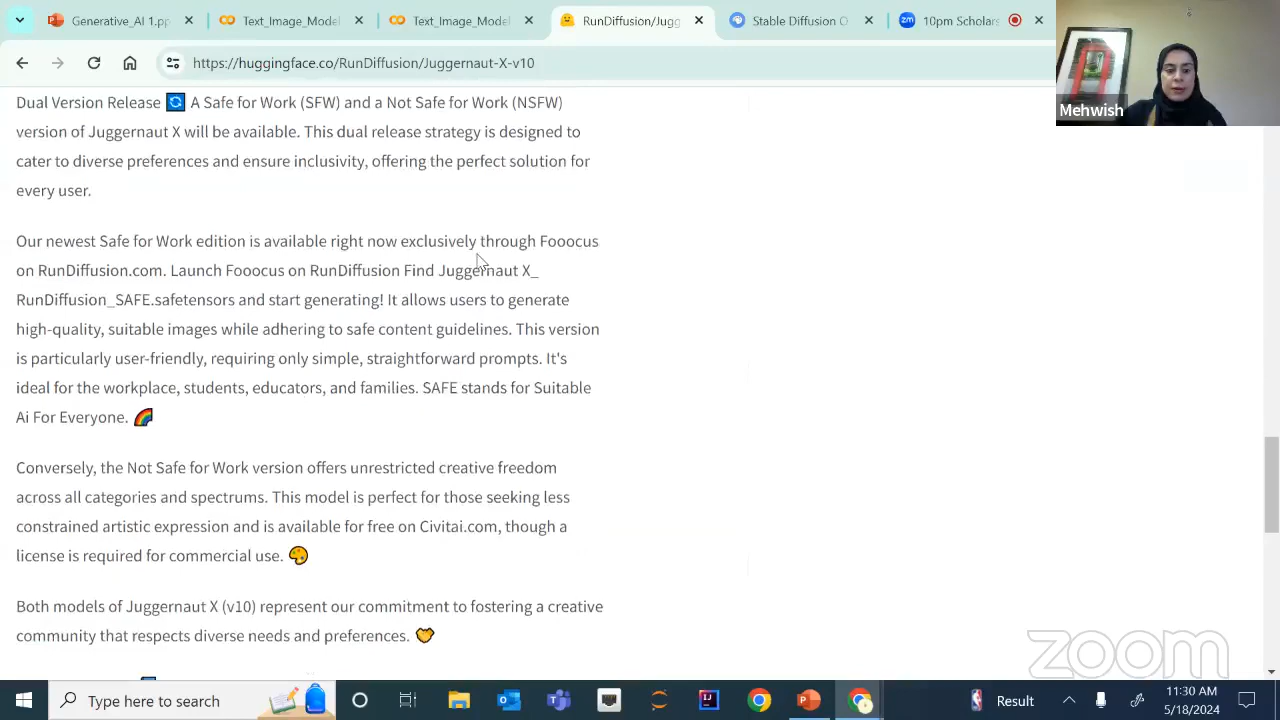 Generative_AI.pp
Text_Image_Model
Text_Image_Model
RunDiffusion/Jugg
Stable Diffusion O
10pm Scholars
https://huggingface.co/RunDiffusion/Juggernaut-X-v10
Mehwish
Dual Version Release 🔄 A Safe for Work (SFW) and a Not Safe for Work (NSFW)
version of Juggernaut X will be available. This dual release strategy is designed to
cater to diverse preferences and ensure inclusivity, offering the perfect solution for
every user.
Our newest Safe for Work edition is available right now exclusively through Fooocus
on RunDiffusion.com. Launch Fooocus on RunDiffusion Find Juggernaut X_
RunDiffusion_SAFE.safetensors and start generating! It allows users to generate
high-quality, suitable images while adhering to safe content guidelines. This version
is particularly user-friendly, requiring only simple, straightforward prompts. It's
ideal for the workplace, students, educators, and families. SAFE stands for Suitable
Ai For Everyone. 🌈
Conversely, the Not Safe for Work version offers unrestricted creative freedom
across all categories and spectrums. This model is perfect for those seeking less
constrained artistic expression and is available for free on Civitai.com, though a
license is required for commercial use. 🎨
Both models of Juggernaut X (v10) represent our commitment to fostering a creative
community that respects diverse needs and preferences. 💛
zoom
Type here to search
Result
11:30 AM
5/18/2024